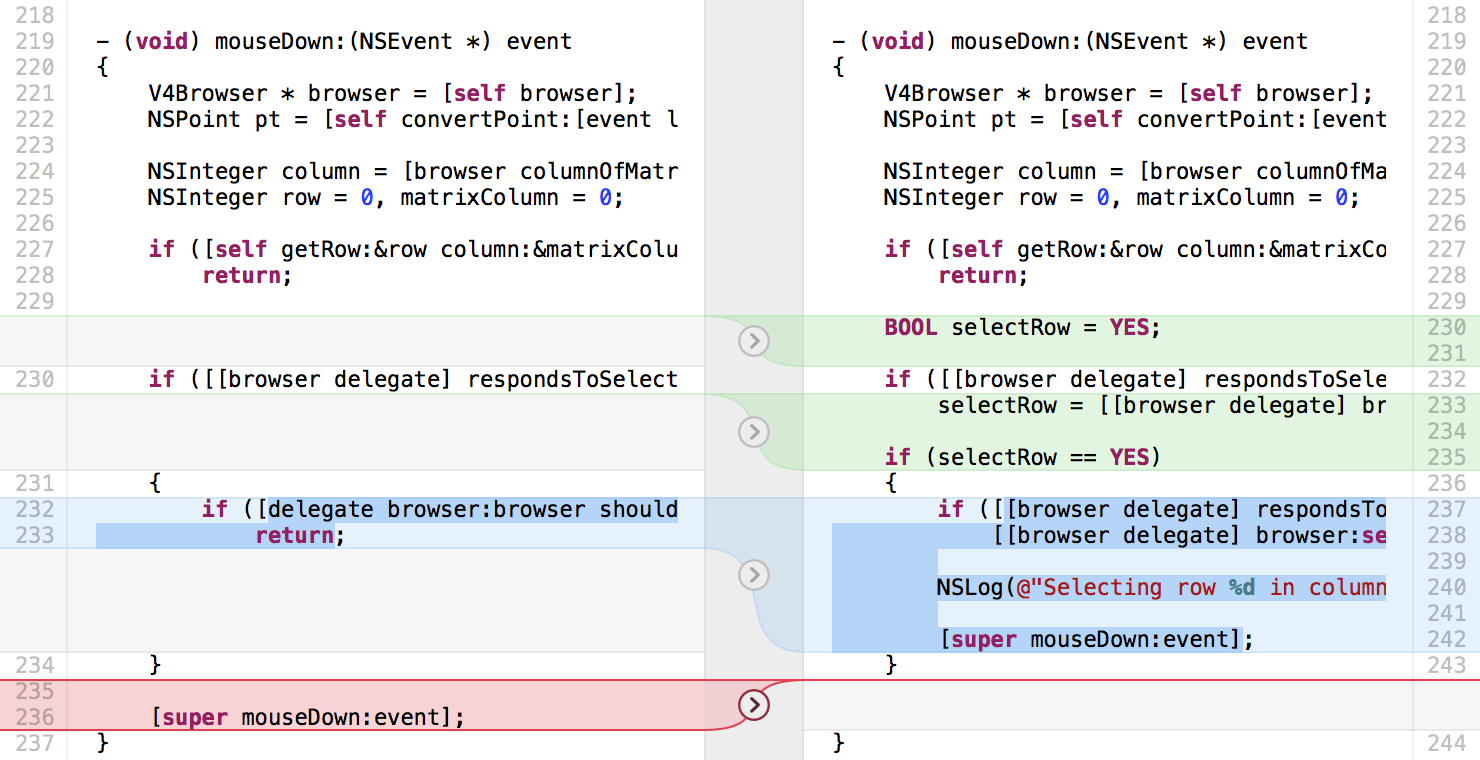 218
219 - (void) mouseDown:(NSEvent *) event
220 {
221 V4Browser * browser = [self browser];
222 NSPoint pt = [self convertPoint:[event l
223
224 NSInteger column = [browser columnOfMatr
225 NSInteger row = 0, matrixColumn = 0;
226
227 if ([self getRow:&row column:&matrixColu
228 return;
229
230 if ([[browser delegate] respondsToSelect
231 {
232 if ([delegate browser:browser should
233 return;
234 }
235
236 [super mouseDown:event];
237 }
218
- (void) mouseDown:(NSEvent *) event 219
{ 220
V4Browser * browser = [self browser]; 221
NSPoint pt = [self convertPoint:[event 222
223
NSInteger column = [browser columnOfMa 224
NSInteger row = 0, matrixColumn = 0; 225
226
if ([self getRow:&row column:&matrixCo 227
return; 228
229
BOOL selectRow = YES; 230
231
if ([[browser delegate] respondsToSele 232
selectRow = [[browser delegate] br 233
234
if (selectRow == YES) 235
{ 236
if ([[[browser delegate] respondsTo 237
[[browser delegate] browser:se 238
239
NSLog(@"Selecting row %d in column 240
241
[super mouseDown:event]; 242
} 243
} 244